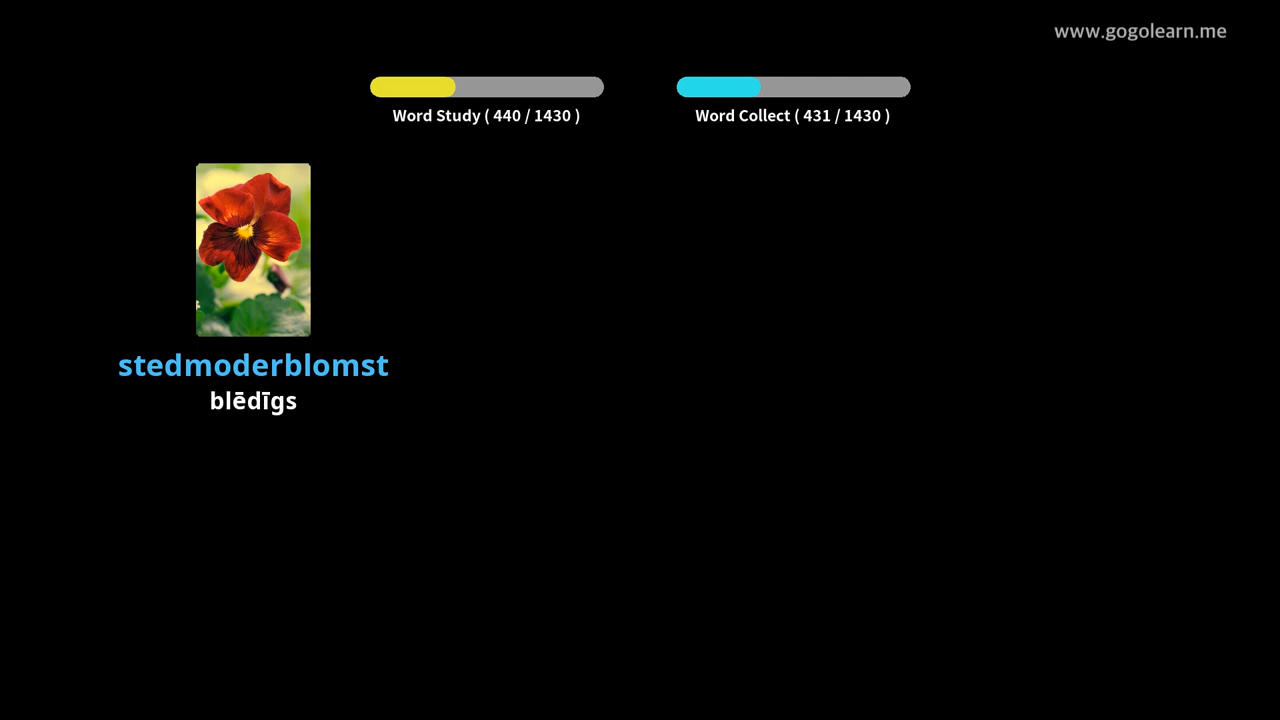 www.gogolearn.me
Word Study ( 440 / 1430 )
Word Collect ( 431 / 1430 )
stedmoderblomst
blēdīgs